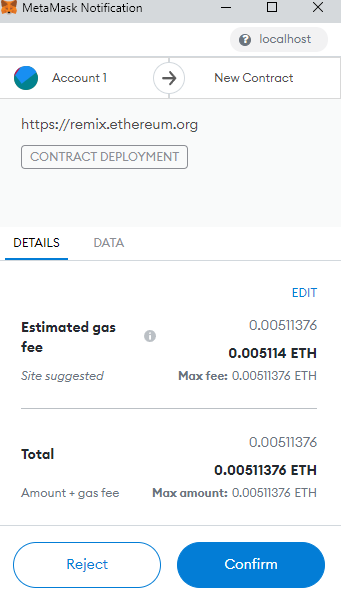 MetaMask Notification
localhost
Account 1
New Contract
https://remix.ethereum.org
CONTRACT DEPLOYMENT
DETAILS
DATA
EDIT
Estimated gas fee
0.00511376
0.005114 ETH
Site suggested
Max fee: 0.00511376 ETH
Total
0.00511376
0.00511376 ETH
Amount + gas fee
Max amount: 0.00511376 ETH
Reject
Confirm